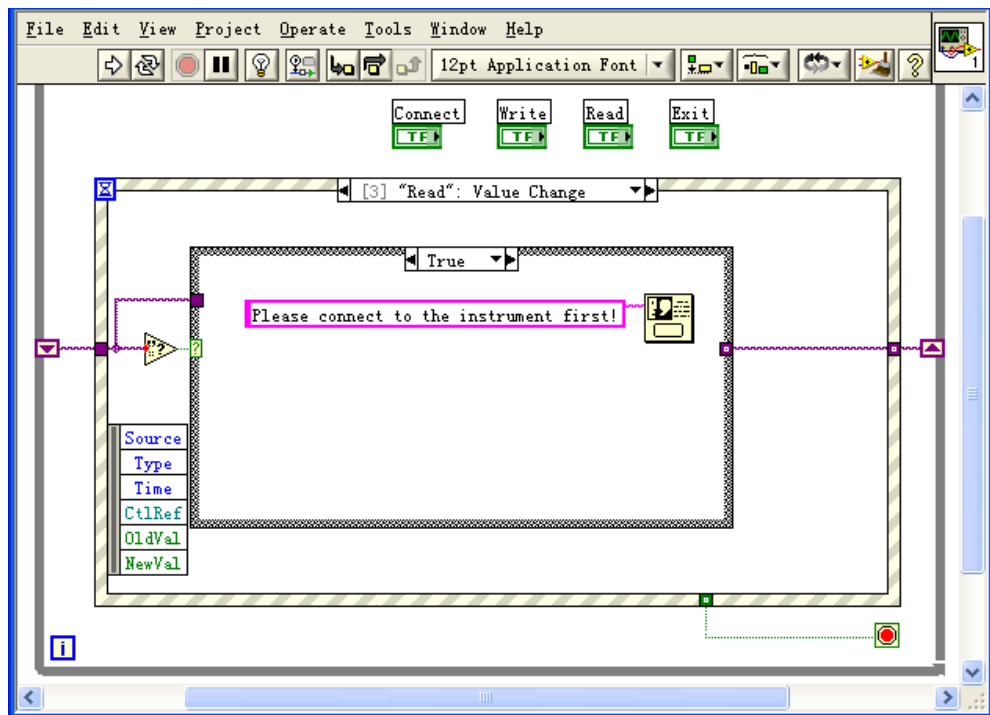 File Edit View Project Operate Tools Window Help
12pt Application Font
?
1
Connect Write Read Exit
TF TF TF TF
[3] "Read": Value Change
True
Please connect to the instrument first!
"?
?
Source
Type
Time
CtlRef
OldVal
NewVal
i